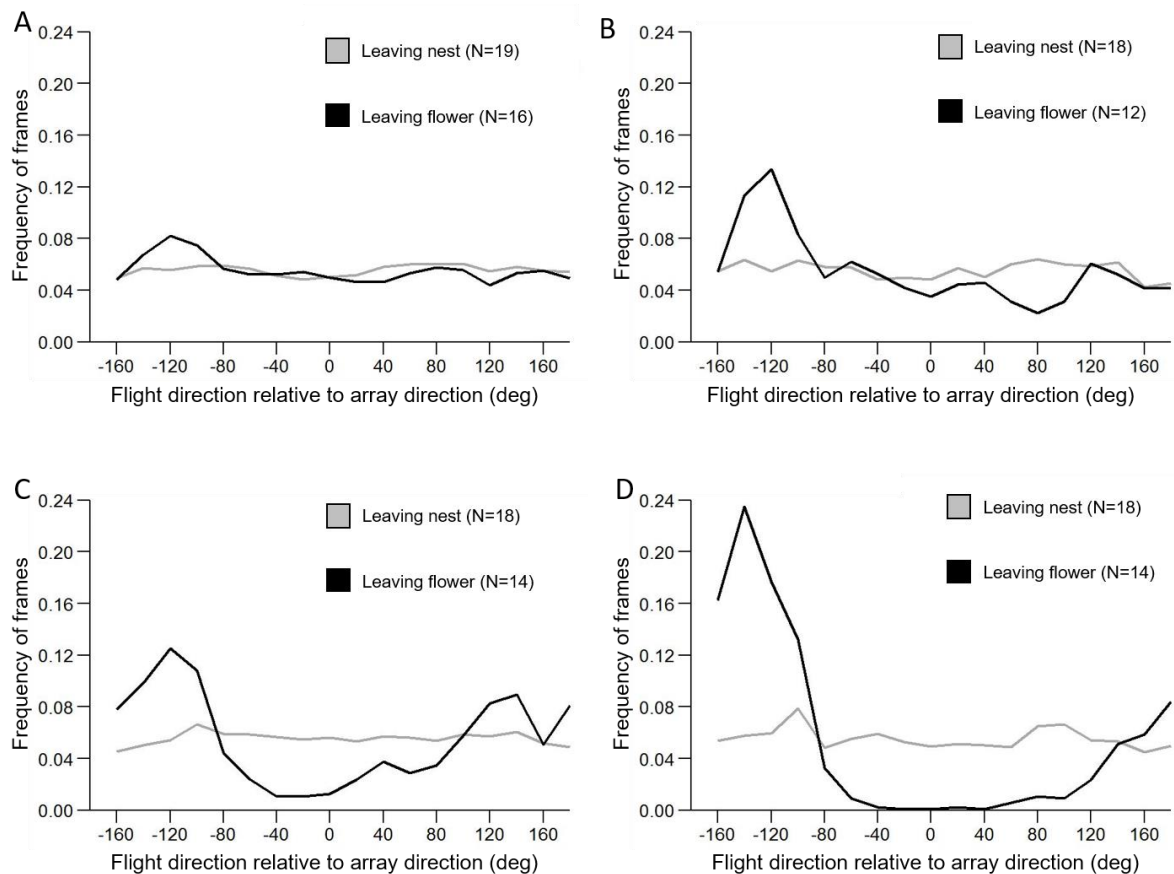 A
0.24
0.20
0.16
0.12
0.08
0.04
0.00
Frequency of frames
Leaving nest (N=19)
Leaving flower (N=16)
-160 -120 -80 -40 0 40 80 120 160
Flight direction relative to array direction (deg)
B
0.24
0.20
0.16
0.12
0.08
0.04
0.00
Frequency of frames
Leaving nest (N=18)
Leaving flower (N=12)
-160 -120 -80 -40 0 40 80 120 160
Flight direction relative to array direction (deg)
C
0.24
0.20
0.16
0.12
0.08
0.04
0.00
Frequency of frames
Leaving nest (N=18)
Leaving flower (N=14)
-160 -120 -80 -40 0 40 80 120 160
Flight direction relative to array direction (deg)
D
0.24
0.20
0.16
0.12
0.08
0.04
0.00
Frequency of frames
Leaving nest (N=18)
Leaving flower (N=14)
-160 -120 -80 -40 0 40 80 120 160
Flight direction relative to array direction (deg)